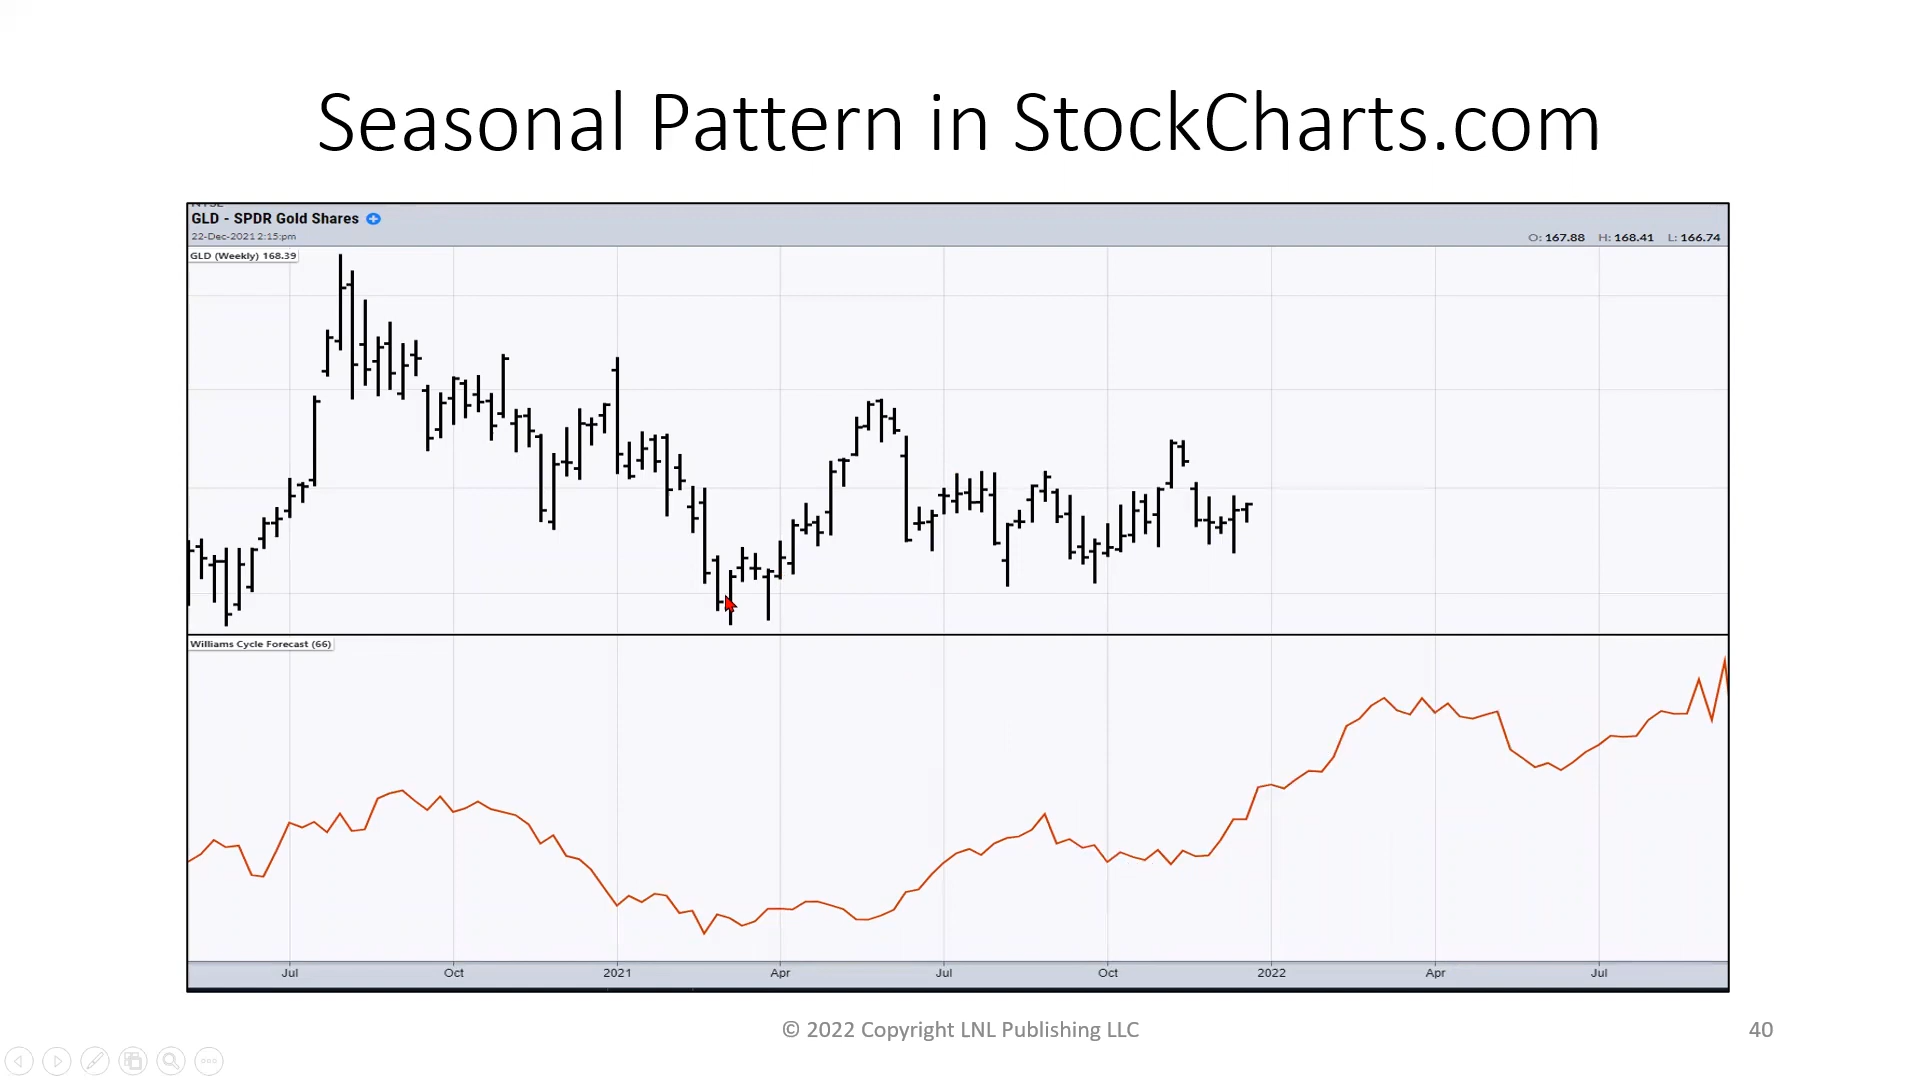 Seasonal Pattern in StockCharts.com
GLD - SPDR Gold Shares
22-Dec-2021 2:15:pm
O: 167.88 H: 168.41 L: 166.74
GLD (Weekly) 168.39
Williams Cycle Forecast (66)
Jul Oct 2021 Apr Jul Oct 2022 Apr Jul
© 2022 Copyright LNL Publishing LLC
40